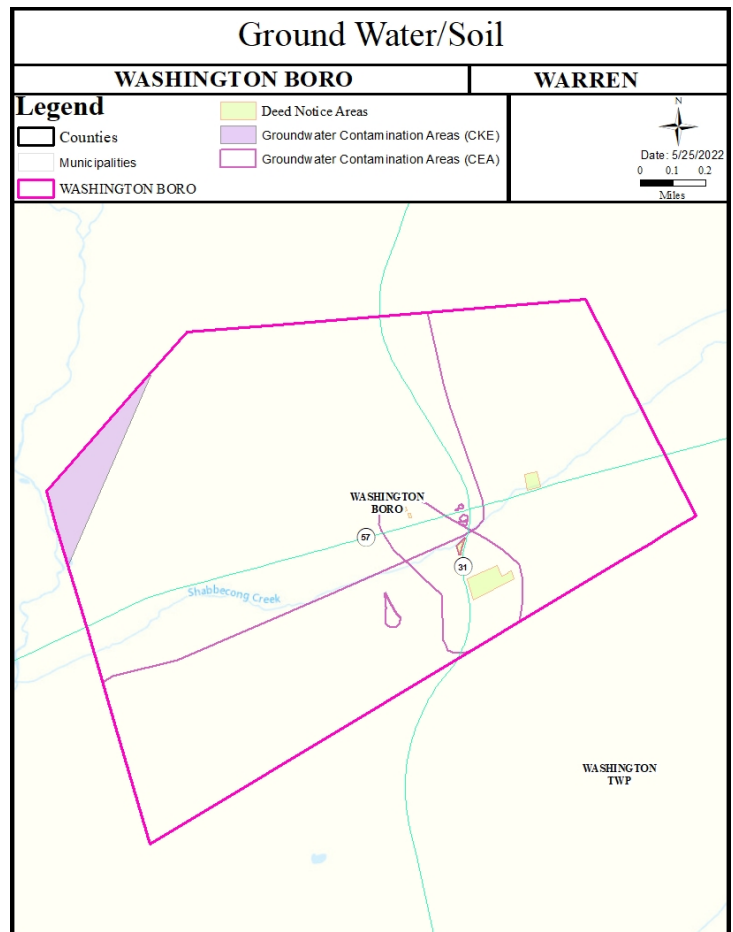 Ground Water/Soil
WASHINGTON BORO
WARREN
Legend
Counties
Municipalities
WASHINGTON BORO
Deed Notice Areas
Groundwater Contamination Areas (CKE)
Groundwater Contamination Areas (CEA)
N
Date: 5/25/2022
0 0.1 0.2
Miles
WASHINGTON
BORO
57
31
Shabbecong Creek
WASHINGTON
TWP